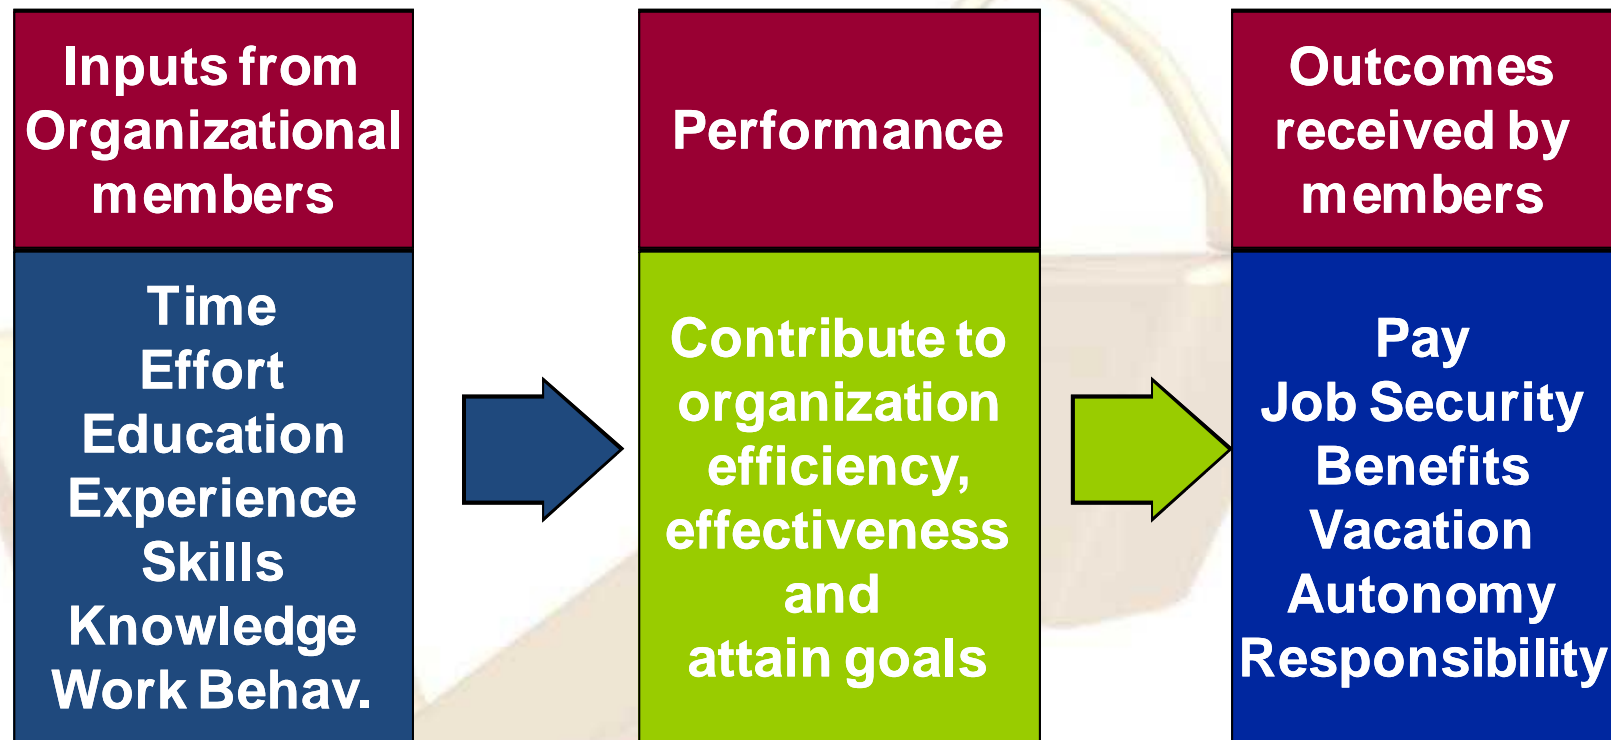 Inputs from
Organizational
members
Time
Effort
Education
Experience
Skills
Knowledge
Work Behav.
Performance
Contribute to
organization
efficiency,
effectiveness
and
attain goals
Outcomes
received by
members
Pay
Job Security
Benefits
Vacation
Autonomy
Responsibility